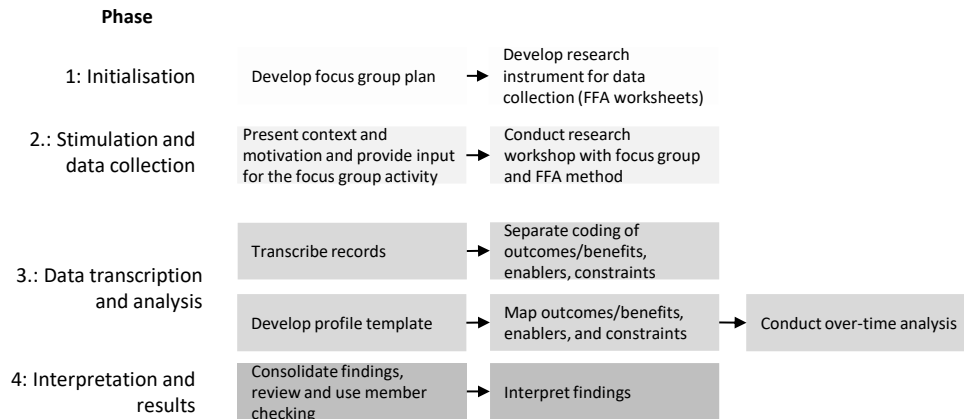 Phase
1: Initialisation
Develop focus group plan
Develop research
instrument for data
collection (FFA worksheets)
2.: Stimulation and
data collection
Present context and
motivation and provide input
for the focus group activity
Conduct research
workshop with focus group
and FFA method
3.: Data transcription
and analysis
Transcribe records
Separate coding of
outcomes/benefits,
enablers, constraints
Develop profile template
Map outcomes/benefits,
enablers, and constraints
Conduct over-time analysis
4: Interpretation and
results
Consolidate findings,
review and use member
checking
Interpret findings